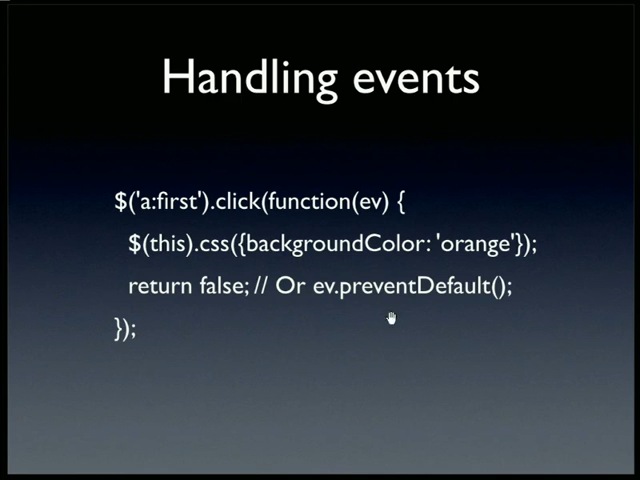 Handling events
$('a:first').click(function(ev) {
$(this).css({backgroundColor: 'orange'});
return false; // Or ev.preventDefault();
});